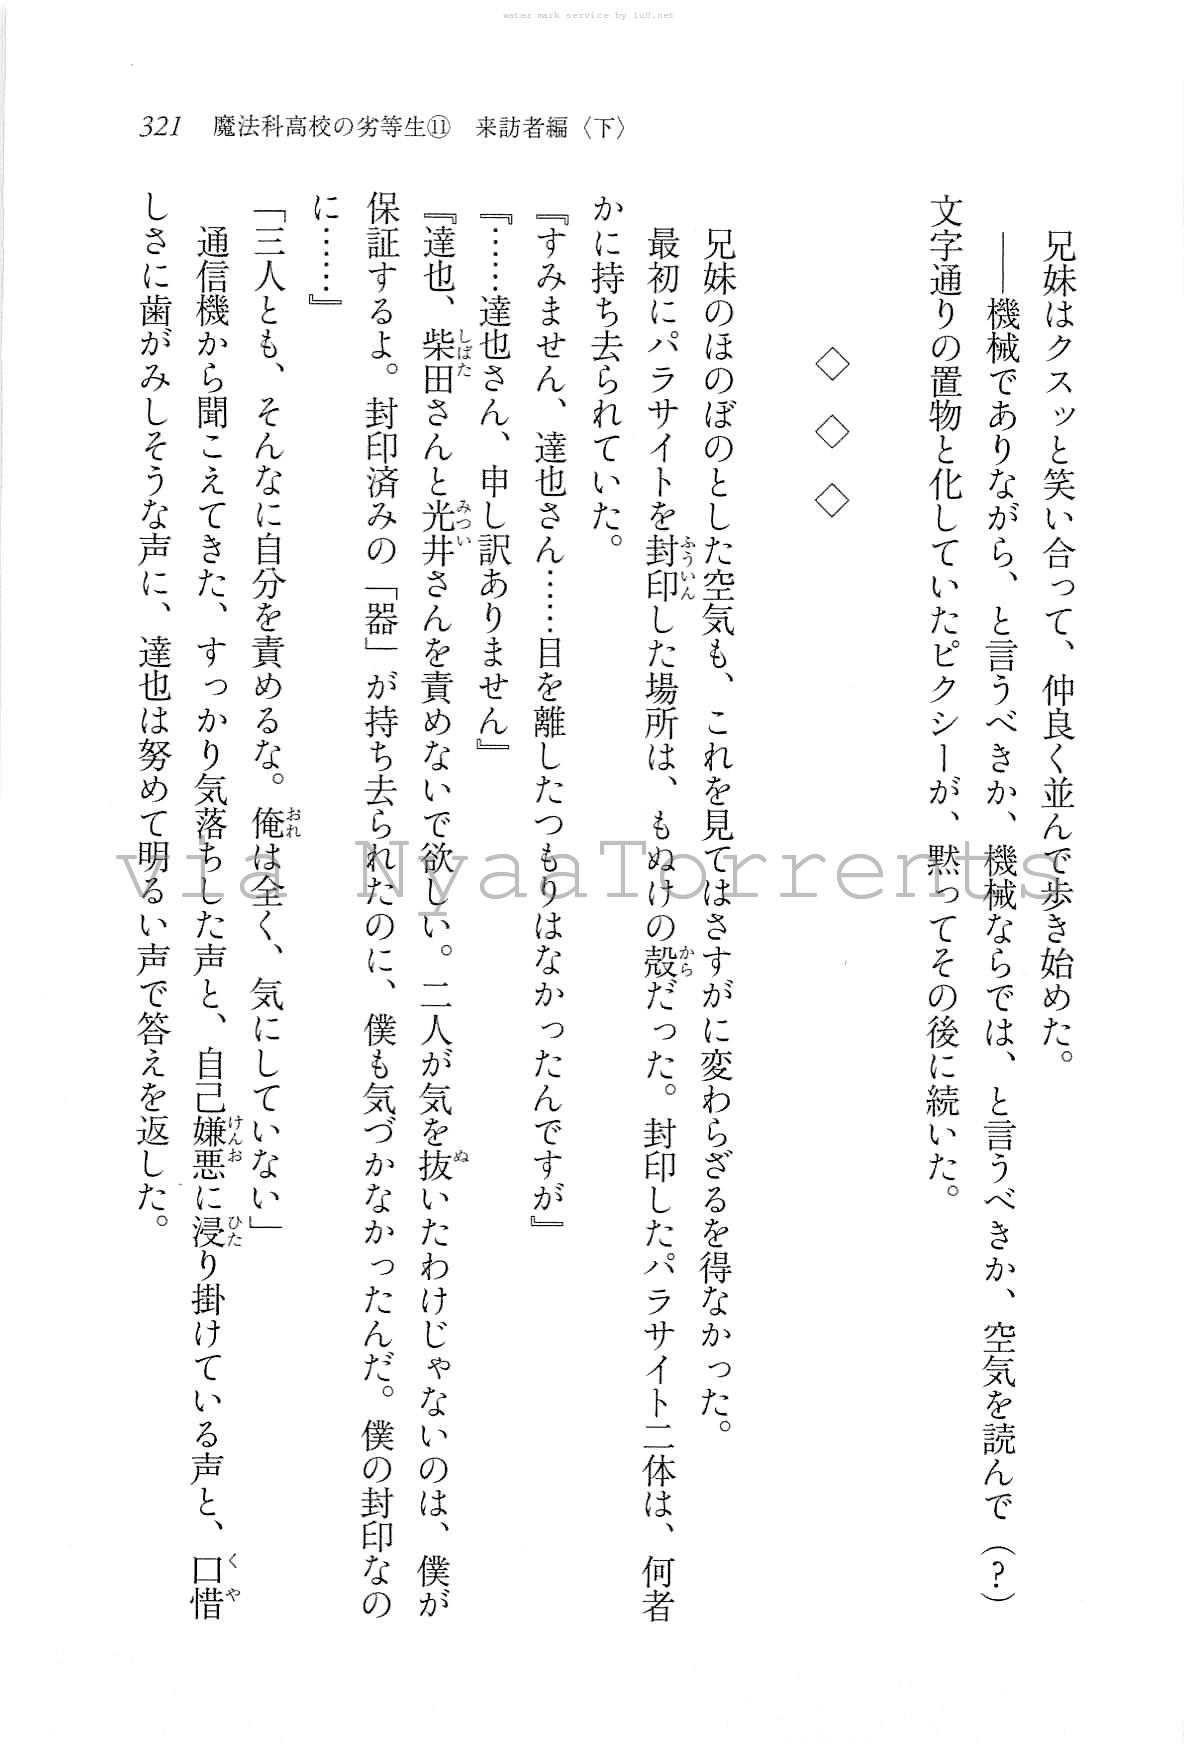 water mark service by lu0.net
321　魔法科高校の劣等生⑪　来訪者編〈下〉
兄妹はクスッと笑い合って、仲良く並んで歩き始めた。
――機械でありながら、と言うべきか、機械ならでは、と言うべきか、空気を読んで（？）
文字通りの置物と化していたピクシーが、黙ってその後に続いた。
◇　◇　◇
兄妹のほのぼのとした空気も、これを見てはさすがに変わらざるを得なかった。
最初にパラサイトを封印した場所は、もぬけの殻だった。封印したパラサイト二体は、何者
かに持ち去られていた。
『すみません、達也さん……目を離したつもりはなかったんですが』
『……達也さん、申し訳ありません』
『達也、柴田さんと光井さんを責めないで欲しい。二人が気を抜いたわけじゃないのは、僕が
保証するよ。封印済みの「器」が持ち去られたのに、僕も気づかなかったんだ。僕の封印なの
に……』
「三人とも、そんなに自分を責めるな。俺は全く、気にしていない」
通信機から聞こえてきた、すっかり気落ちした声と、自己嫌悪に浸り掛けている声と、口惜
しさに歯がみしそうな声に、達也は努めて明るい声で答えを返した。
via NyaaTorrents